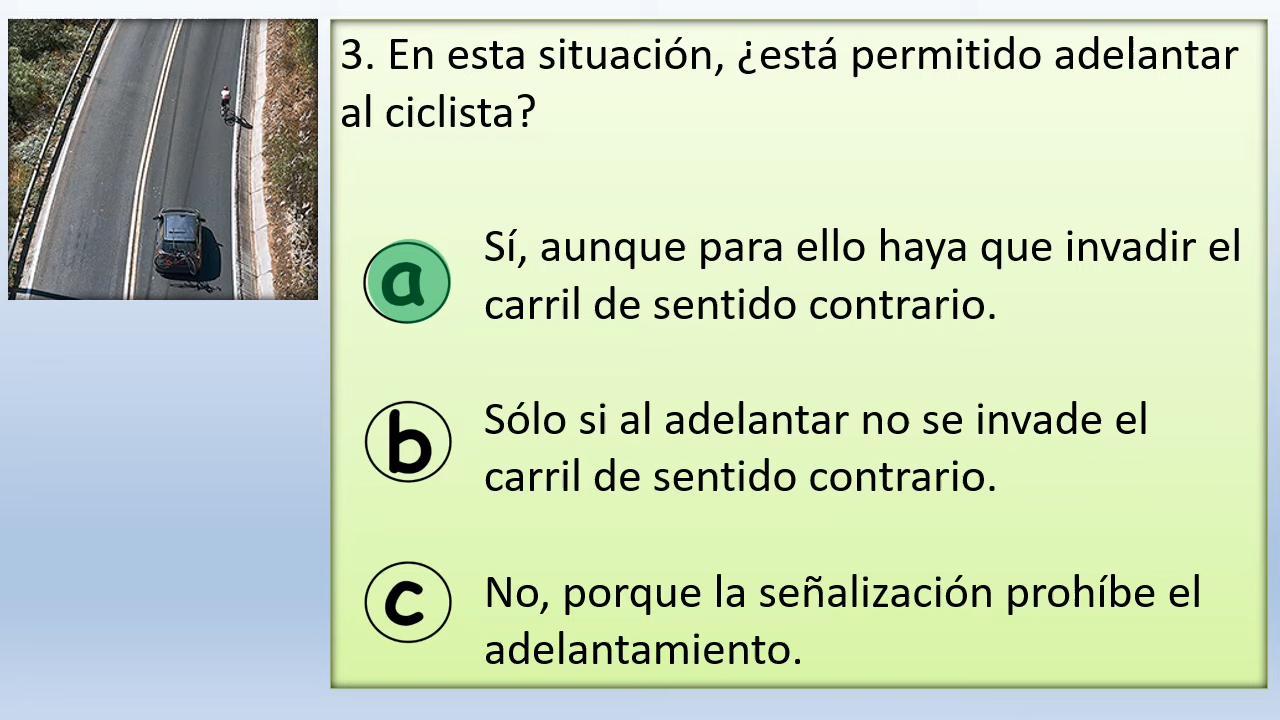 3. En esta situación, ¿está permitido adelantar
al ciclista?
a
Sí, aunque para ello haya que invadir el
carril de sentido contrario.
b
Sólo si al adelantar no se invade el
carril de sentido contrario.
c
No, porque la señalización prohíbe el
adelantamiento.